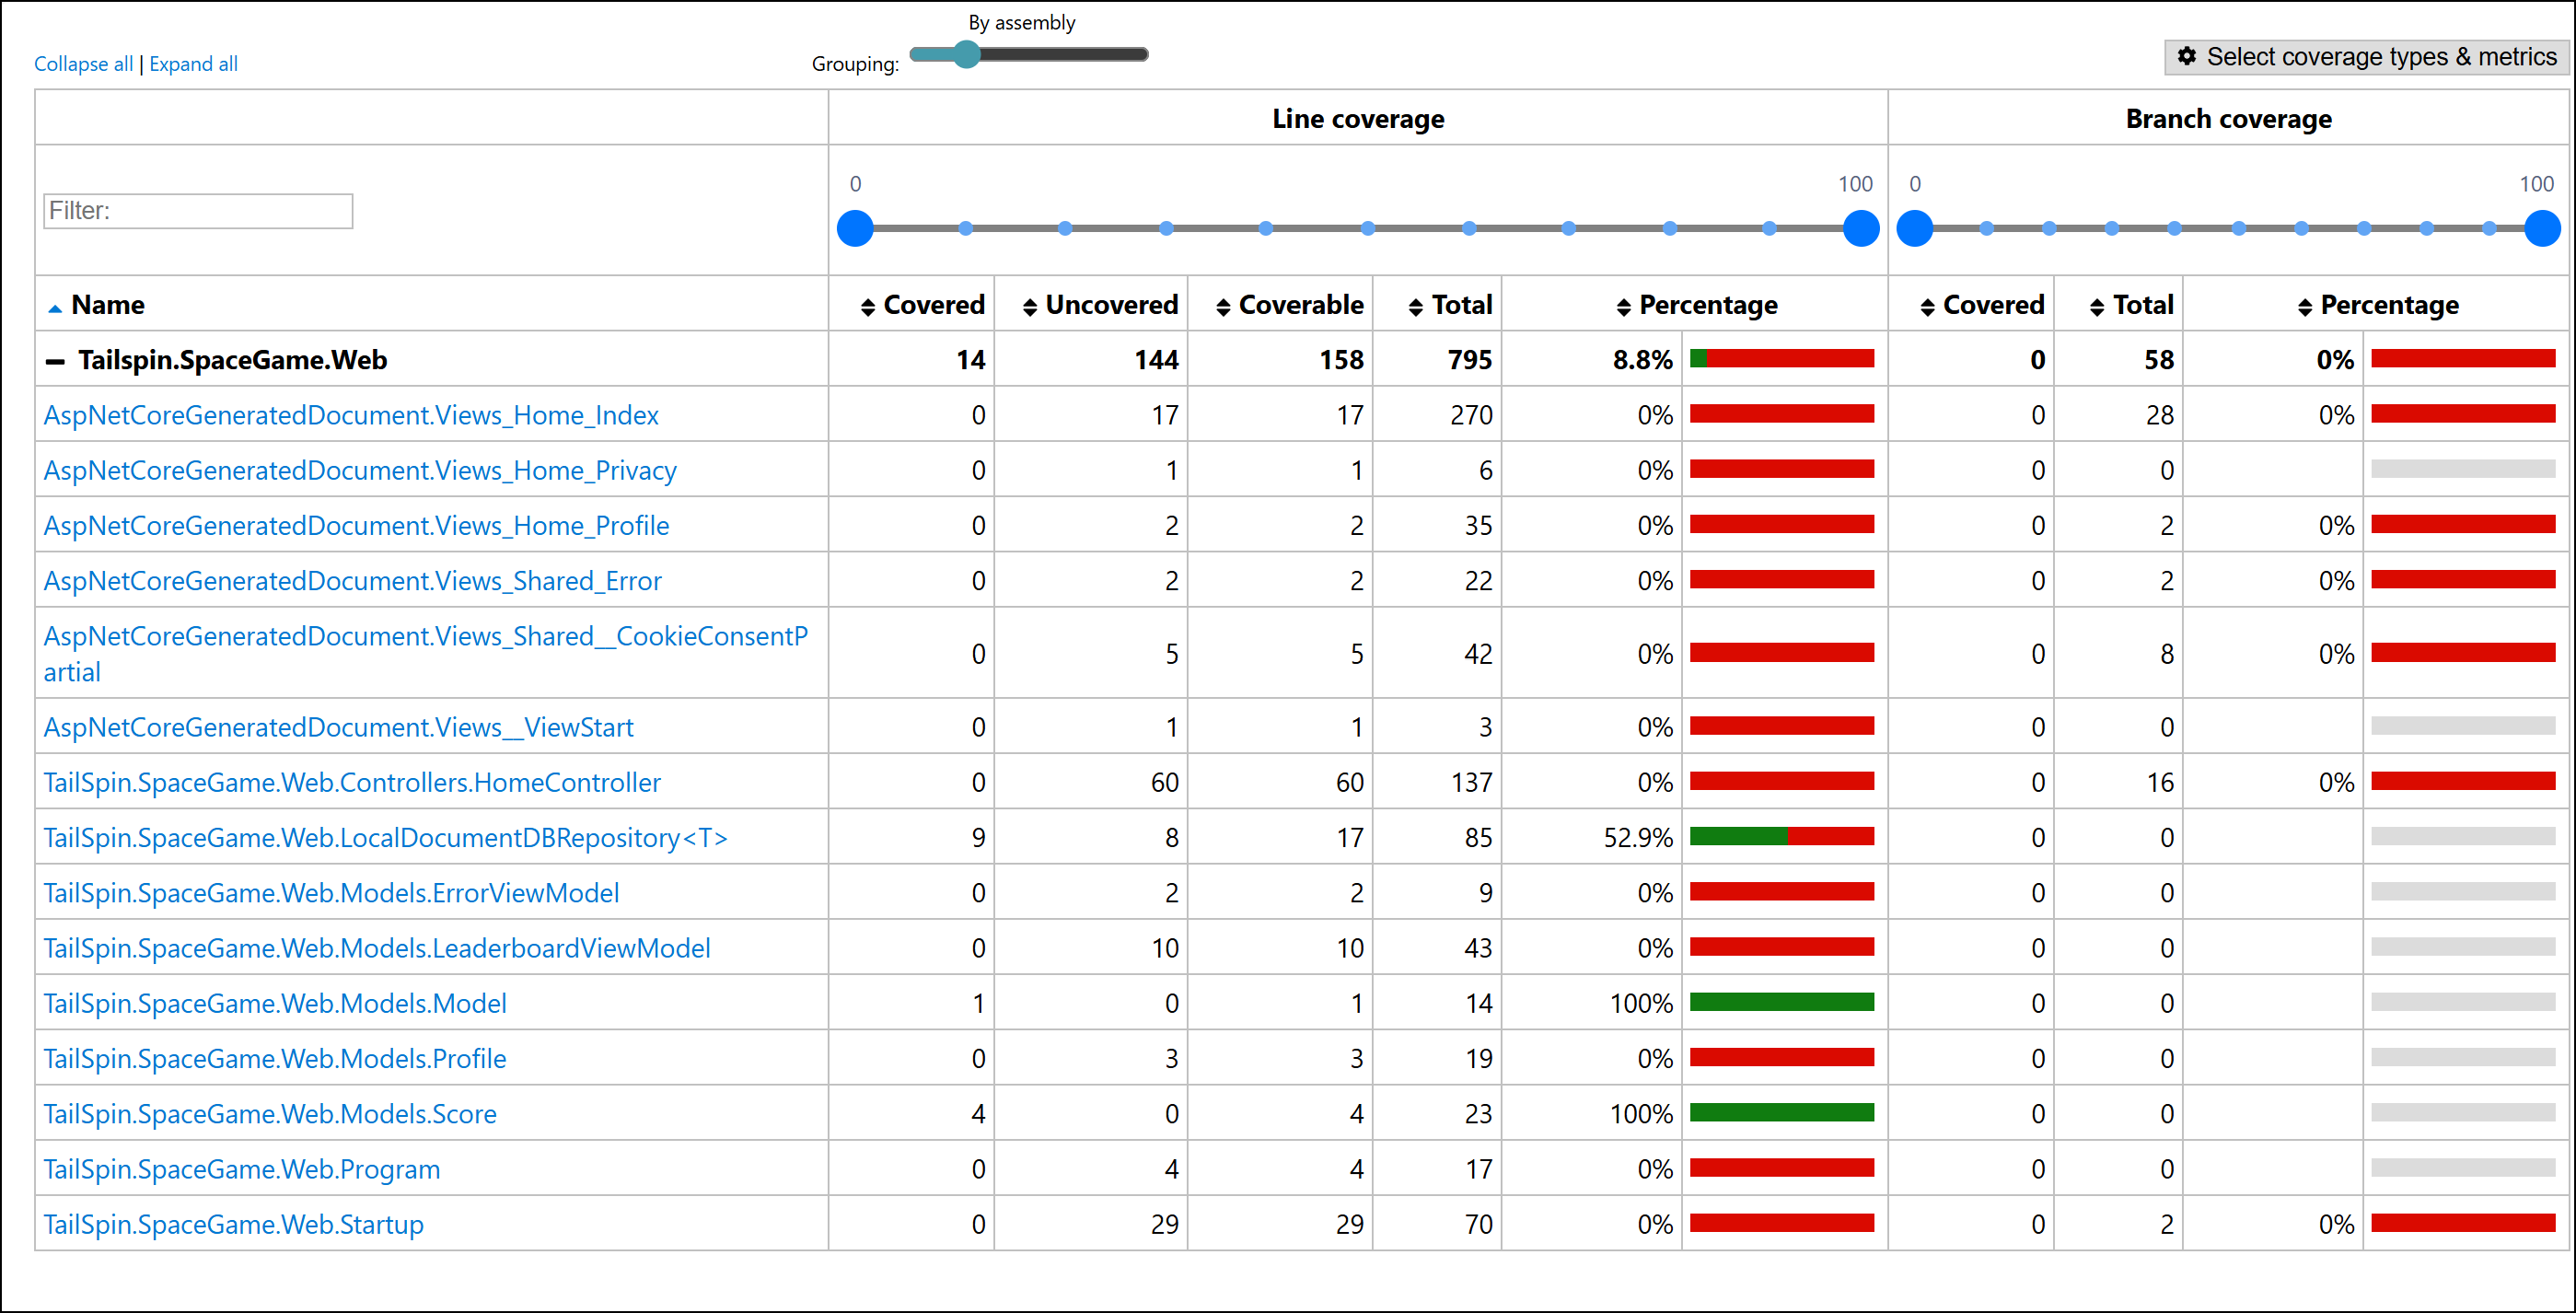 By assembly
Collapse all | Expand all Grouping: Select coverage types & metrics
Line coverage Branch coverage
0 100 0 100
Filter:
Name Covered Uncovered Coverable Total Percentage Covered Total Percentage
Tailspin.SpaceGame.Web 14 144 158 795 8.8% 0 58 0%
AspNetCoreGeneratedDocument.Views_Home_Index 0 17 17 270 0% 0 28 0%
AspNetCoreGeneratedDocument.Views_Home_Privacy 0 1 1 6 0% 0 0
AspNetCoreGeneratedDocument.Views_Home_Profile 0 2 2 35 0% 0 2 0%
AspNetCoreGeneratedDocument.Views_Shared_Error 0 2 2 22 0% 0 2 0%
AspNetCoreGeneratedDocument.Views_Shared__CookieConsentP
artial 0 5 5 42 0% 0 8 0%
AspNetCoreGeneratedDocument.Views__ViewStart 0 1 1 3 0% 0 0
TailSpin.SpaceGame.Web.Controllers.HomeController 0 60 60 137 0% 0 16 0%
TailSpin.SpaceGame.Web.LocalDocumentDBRepository<T> 9 8 17 85 52.9% 0 0
TailSpin.SpaceGame.Web.Models.ErrorViewModel 0 2 2 9 0% 0 0
TailSpin.SpaceGame.Web.Models.LeaderboardViewModel 0 10 10 43 0% 0 0
TailSpin.SpaceGame.Web.Models.Model 1 0 1 14 100% 0 0
TailSpin.SpaceGame.Web.Models.Profile 0 3 3 19 0% 0 0
TailSpin.SpaceGame.Web.Models.Score 4 0 4 23 100% 0 0
TailSpin.SpaceGame.Web.Program 0 4 4 17 0% 0 0
TailSpin.SpaceGame.Web.Startup 0 29 29 70 0% 0 2 0%